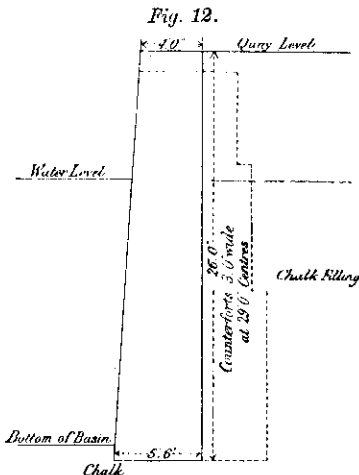 Fig. 12.
4.0'
Quay Level
Water Level
26.0'
Counterforts 3.0' wide
at 29.0' Centres
Chalk Filling
Bottom of Basin
5.6'
Chalk